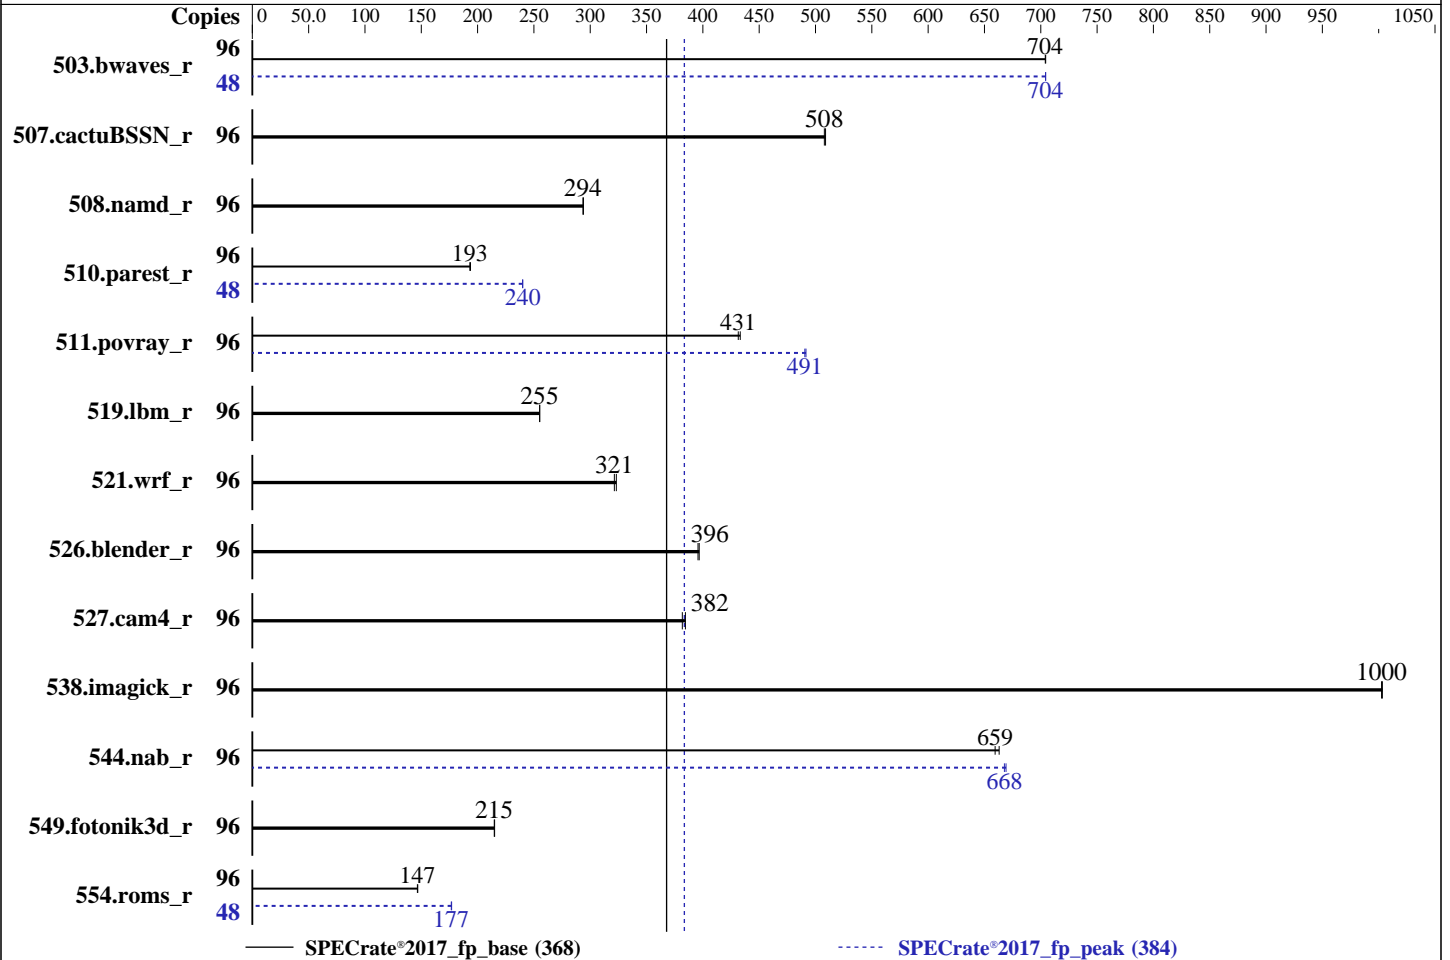 Copies 0 50.0 100 150 200 250 300 350 400 450 500 550 600 650 700 750 800 850 900 950 1050
503.bwaves_r 96 704
48 704
507.cactuBSSN_r 96 508
508.namd_r 96 294
510.parest_r 96 193
48 240
511.povray_r 96 431
491
519.lbm_r 96 255
521.wrf_r 96 321
526.blender_r 96 396
527.cam4_r 96 382
538.imagick_r 96 1000
544.nab_r 96 659
668
549.fotonik3d_r 96 215
554.roms_r 96 147
48 177
SPECrate®2017_fp_base (368) SPECrate®2017_fp_peak (384)